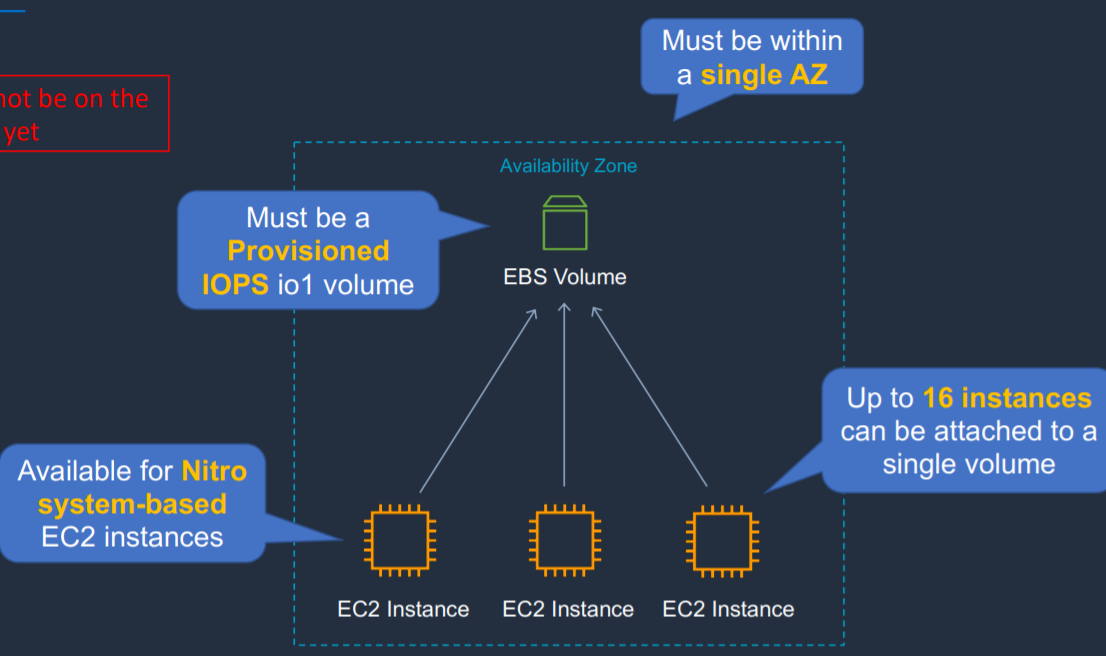 Must be within
a single AZ
not be on the
yet
Availability Zone
Must be a
Provisioned
IOPS io1 volume
EBS Volume
Up to 16 instances
can be attached to a
single volume
Available for Nitro
system-based
EC2 instances
EC2 Instance
EC2 Instance
EC2 Instance